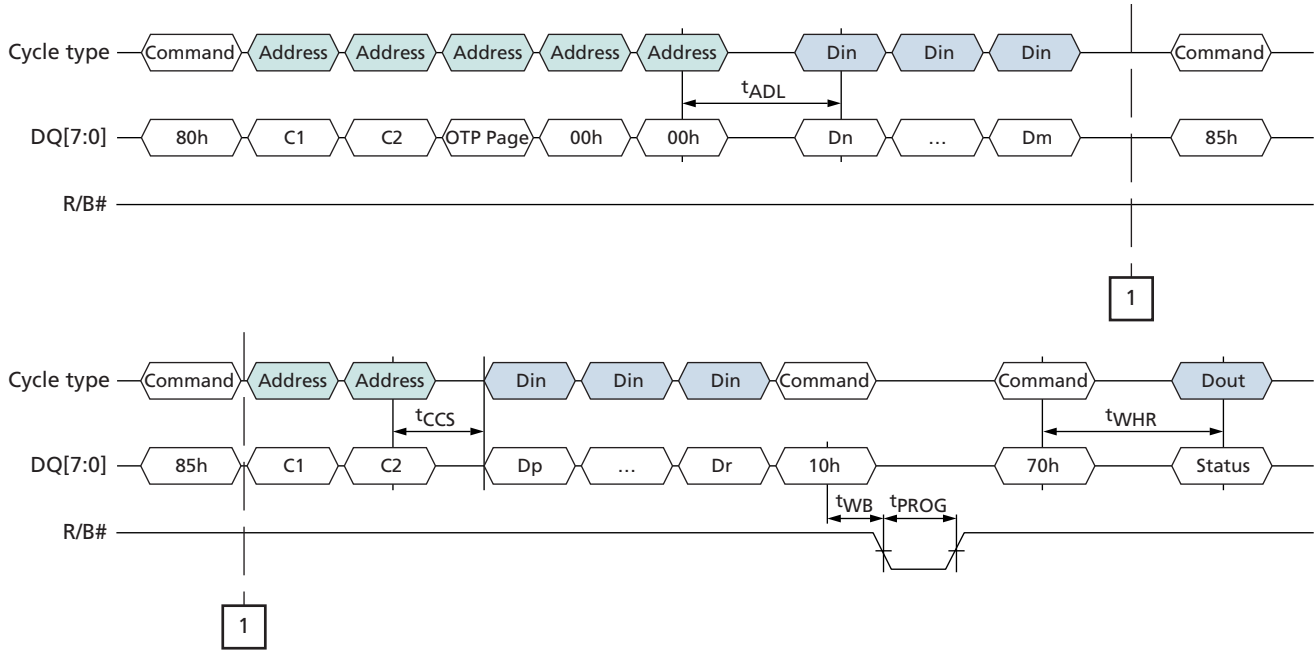 Cycle type Command Address Address Address Address Address Din Din Din Command
tADL
DQ[7:0] 80h C1 C2 OTP Page 00h 00h Dn … Dm 85h
R/B#
1
Cycle type Command Address Address Din Din Din Command Command Dout
tCCS tWHR
DQ[7:0] 85h C1 C2 Dp … Dr 10h 70h Status
tWB tPROG
R/B#
1